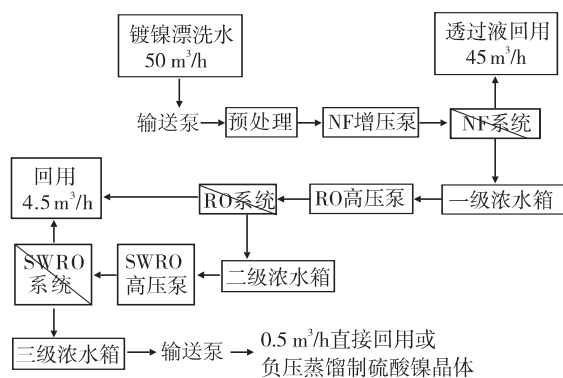 镀镍漂洗水
50 m³/h
透过液回用
45 m³/h
输送泵
预处理
NF增压泵
NF系统
回用
4.5 m³/h
RO系统
RO高压泵
一级浓水箱
SWRO
系统
SWRO
高压泵
二级浓水箱
三级浓水箱
输送泵
0.5 m³/h直接回用或
负压蒸馏制硫酸镍晶体